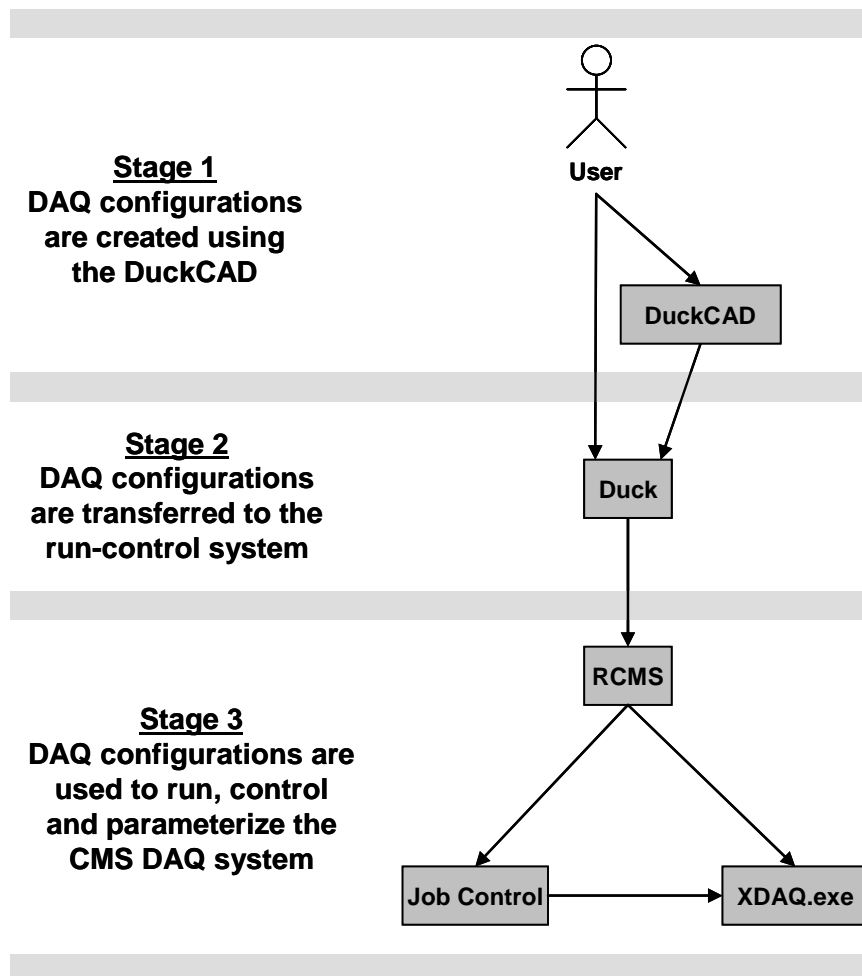 Stage 1
DAQ configurations
are created using
the DuckCAD
User
DuckCAD
Stage 2
DAQ configurations
are transferred to the
run-control system
Duck
Stage 3
DAQ configurations are
used to run, control
and parameterize the
CMS DAQ system
RCMS
Job Control
XDAQ.exe